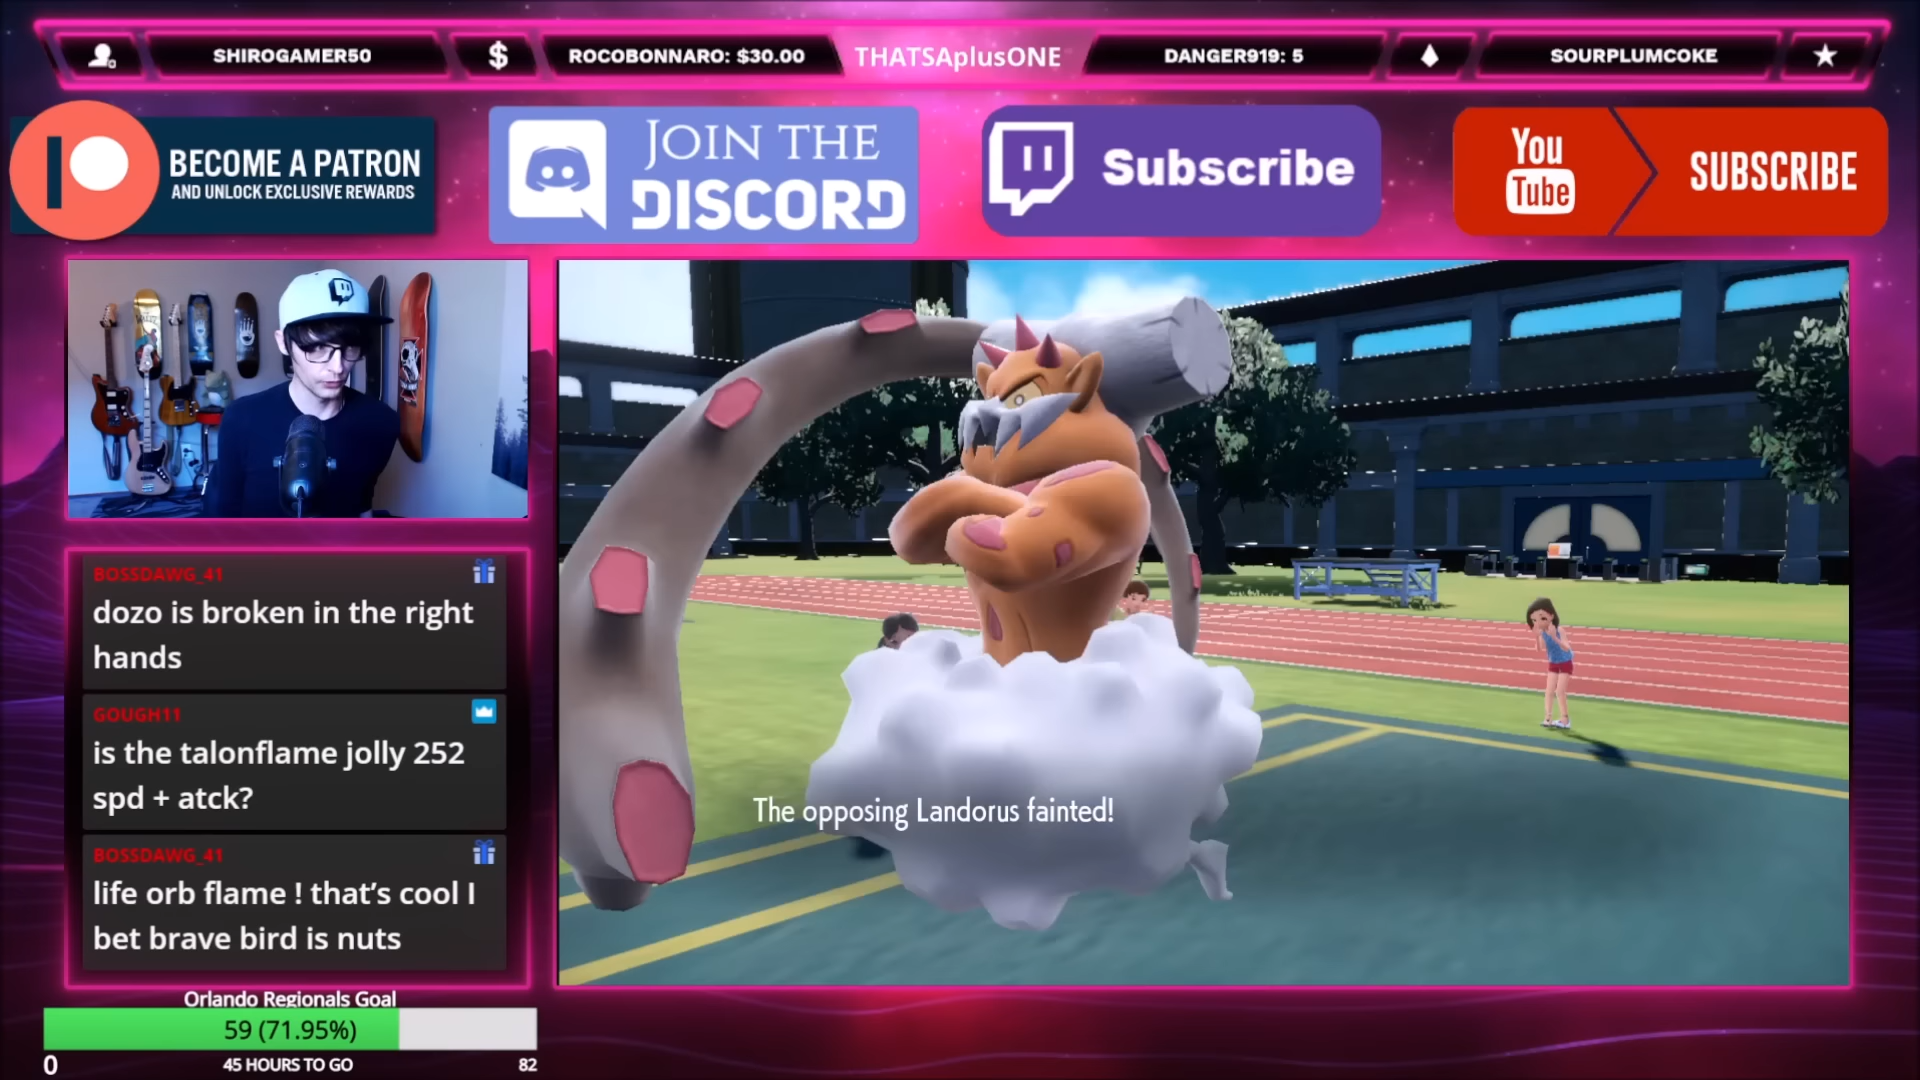 SHIROGAMER50
$
ROCOBONNARO: $30.00
THATSAplusONE
DANGER919: 5
SOURPLUMCOKE
BECOME A PATRON
AND UNLOCK EXCLUSIVE REWARDS
JOIN THE
DISCORD
Subscribe
You
Tube
SUBSCRIBE
BOSSDAWG_41
dozo is broken in the right
hands
GOUGH11
is the talonflame jolly 252
spd + atck?
BOSSDAWG_41
life orb flame ! that's cool I
bet brave bird is nuts
The opposing Landorus fainted!
Orlando Regionals Goal
59 (71.95%)
0
45 HOURS TO GO
82